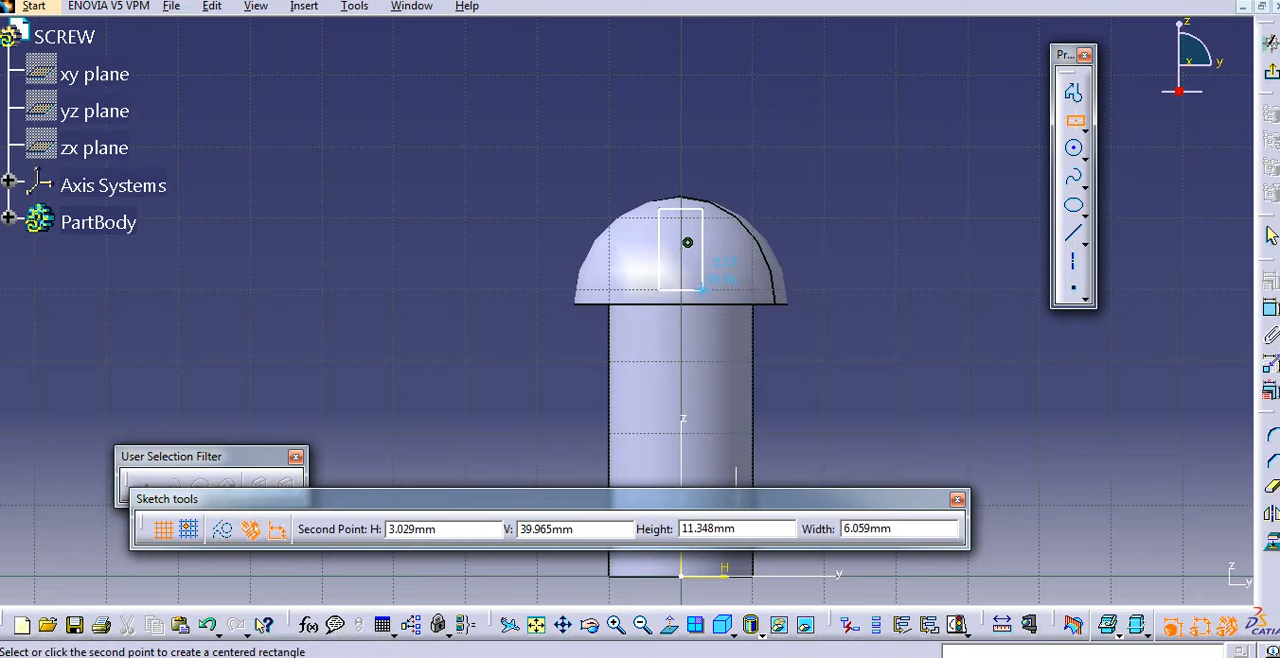 Start ENOVIA V5 VPM File Edit View Insert Tools Window Help
SCREW
xy plane
yz plane
zx plane
Axis Systems
PartBody
Pr...
z
x
y
z
User Selection Filter
Sketch tools
Second Point: H: 3.029mm V: 39.965mm Height: 11.348mm Width: 6.059mm
H
y
z
y
f(x)
CATIA
Select or click the second point to create a centered rectangle